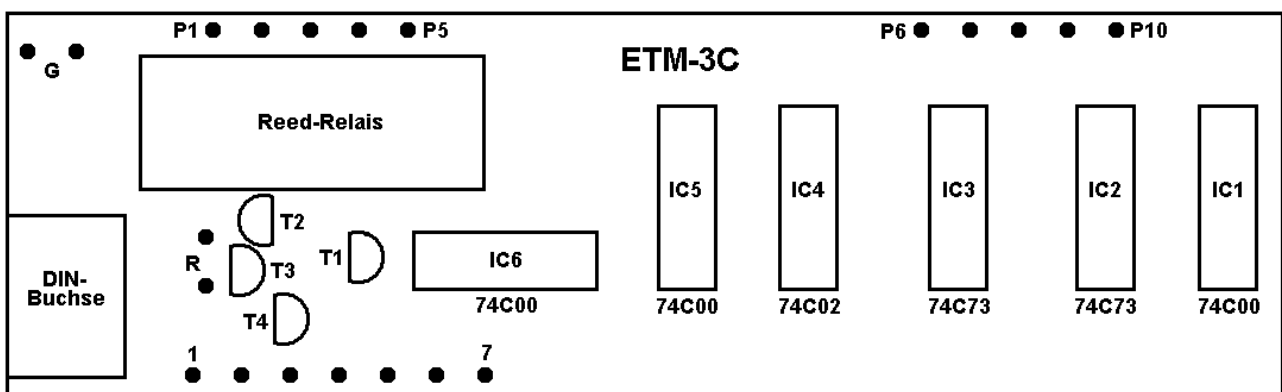 P1 P5 P6 P10
G
ETM-3C
Reed-Relais
IC5 IC4 IC3 IC2 IC1
T2
T1
R T3 IC6
DIN-
Buchse
74C00 74C00 74C02 74C73 74C73 74C00
T4
1 7